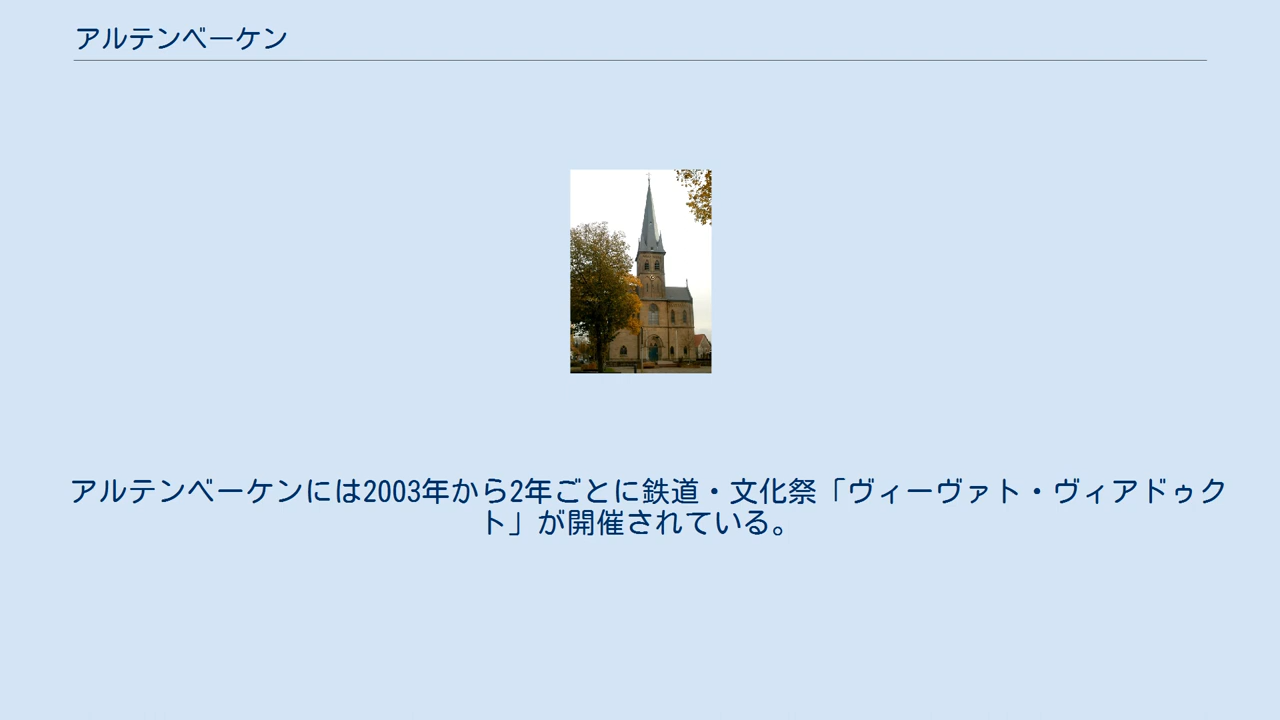 アルテンベーケン
アルテンベーケンには2003年から2年ごとに鉄道・文化祭「ヴィーヴァト・ヴィアドゥク
ト」が開催されている。